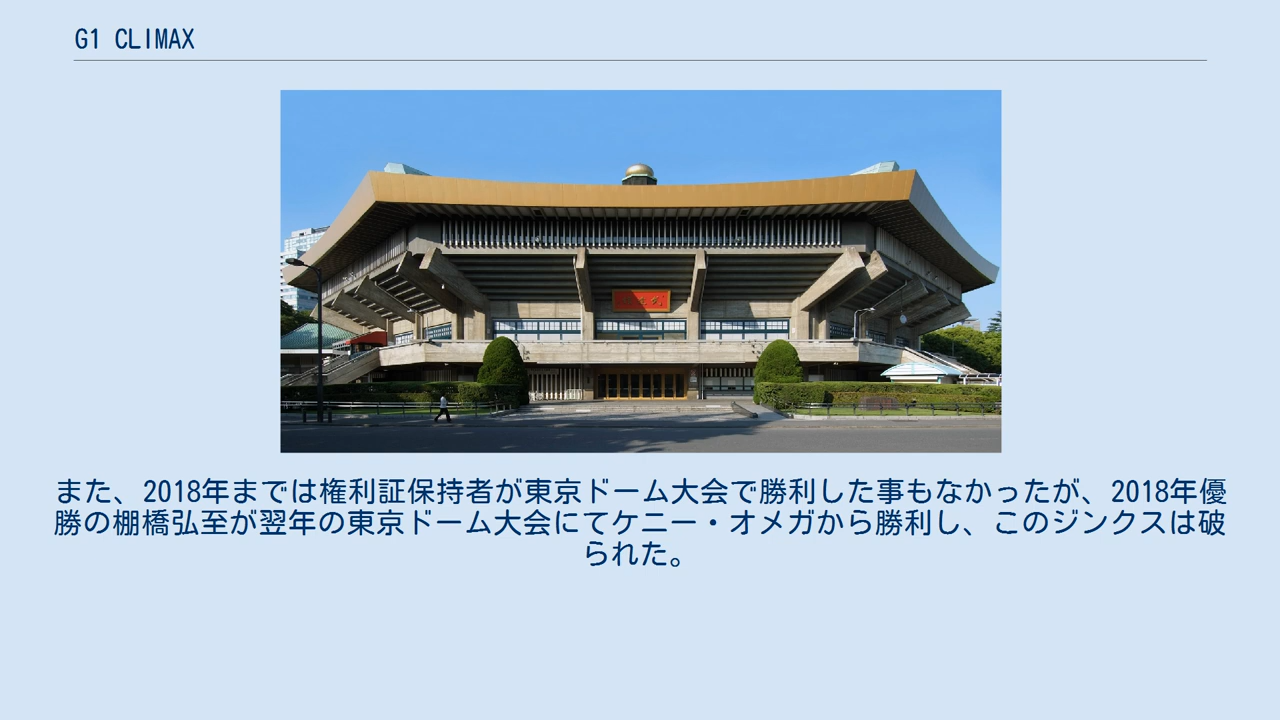 G1 CLIMAX
また、2018年までは権利証保持者が東京ドーム大会で勝利した事もなかったが、2018年優
勝の棚橋弘至が翌年の東京ドーム大会にてケニー・オメガから勝利し、このジンクスは破
られた。